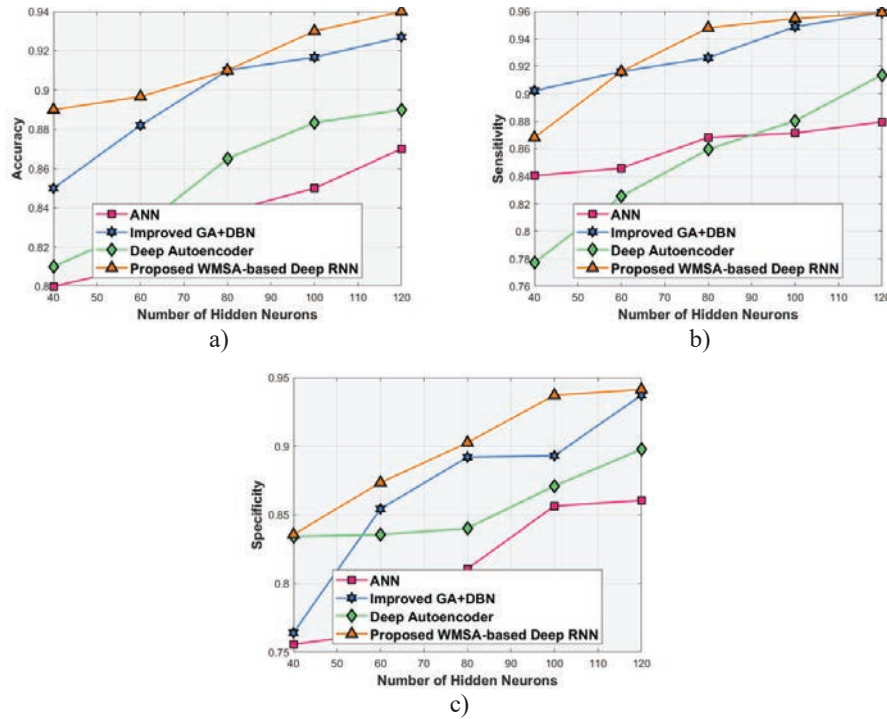 0.94
0.92
0.9
0.88
0.86
0.84
0.82
0.8
Accuracy
ANN
Improved GA+DBN
Deep Autoencoder
Proposed WMSA-based Deep RNN
40 50 60 70 80 90 100 110 120
Number of Hidden Neurons
a)
0.96
0.94
0.92
0.9
0.88
0.86
0.84
0.82
0.8
0.78
0.76
Sensitivity
ANN
Improved GA+DBN
Deep Autoencoder
Proposed WMSA-based Deep RNN
40 50 60 70 80 90 100 110 120
Number of Hidden Neurons
b)
0.95
0.9
0.85
0.8
0.75
Specificity
ANN
Improved GA+DBN
Deep Autoencoder
Proposed WMSA-based Deep RNN
40 50 60 70 80 90 100 110 120
Number of Hidden Neurons
c)